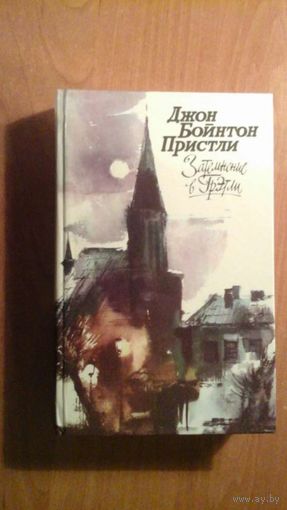 Джон
Бойнтон
Пристли
Затемнение
в Грэтли
www.ay.by